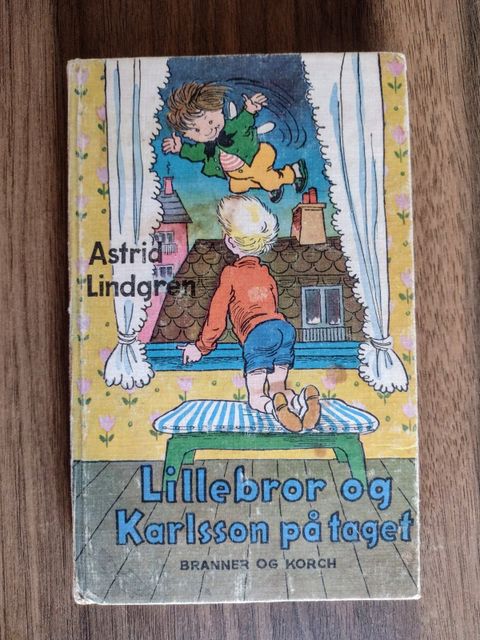 Astrid
Lindgren
Lillebror og
Karlsson på taget
BRANNER OG KORCH